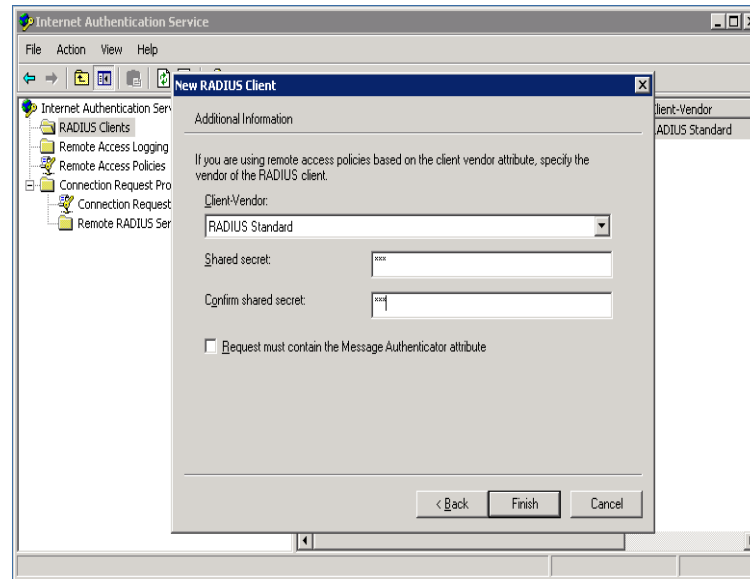 Internet Authentication Service
File Action View Help
New RADIUS Client
Internet Authentication Serv
RADIUS Clients
Remote Access Logging
Remote Access Policies
Connection Request Pro
Connection Request
Remote RADIUS Ser
lient-Vendor
ADIUS Standard
Additional Information
If you are using remote access policies based on the client vendor attribute, specify the
vendor of the RADIUS client.
Client-Vendor:
RADIUS Standard
Shared secret:
×××
Confirm shared secret:
×××
Request must contain the Message Authenticator attribute
< Back Finish Cancel